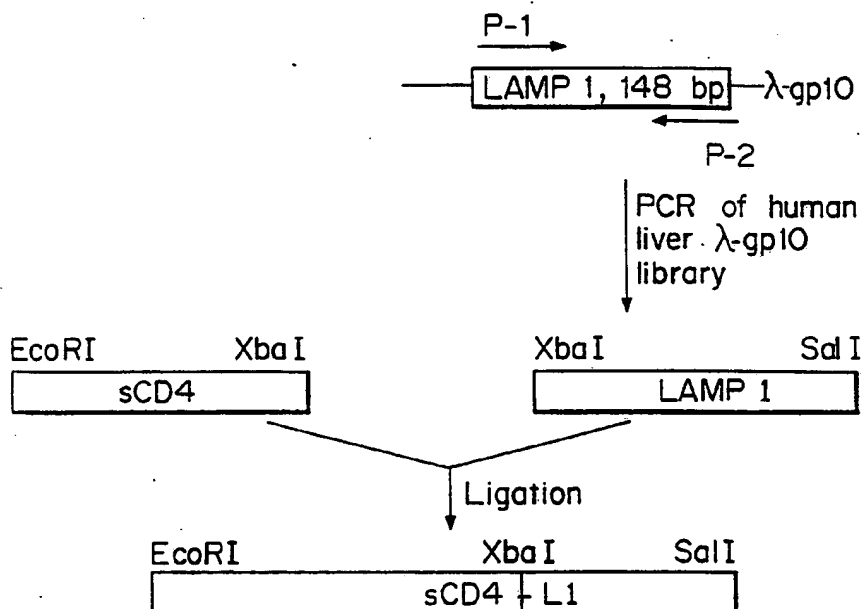 P-1
LAMP 1, 148 bp
λ-gp10
P-2
PCR of human
liver λ-gp10
library
EcoRI XbaI
sCD4
XbaI SalI
LAMP 1
Ligation
EcoRI XbaI SalI
sCD4 - L1